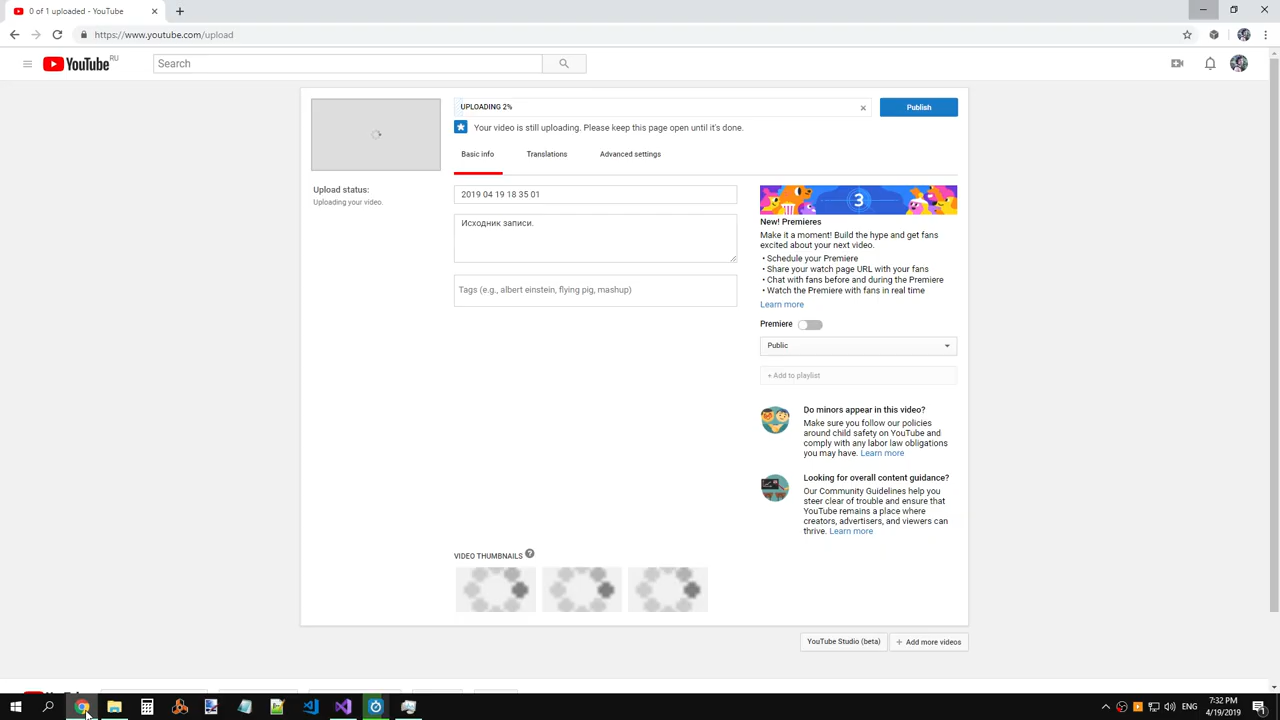 0 of 1 uploaded - YouTube
https://www.youtube.com/upload
YouTube RU
Search
UPLOADING 2%
Publish
Your video is still uploading. Please keep this page open until it's done.
Basic info
Translations
Advanced settings
Upload status:
Uploading your video.
2019 04 19 18 35 01
Исходник записи.
Tags (e.g., albert einstein, flying pig, mashup)
3
New! Premieres
Make it a moment! Build the hype and get fans
excited about your next video.
• Schedule your Premiere
• Share your watch page URL with your fans
• Chat with fans before and during the Premiere
• Watch the Premiere with fans in real time
Learn more
Premiere
Public
+ Add to playlist
Do minors appear in this video?
Make sure you follow our policies
around child safety on YouTube and
comply with any labor law obligations
you may have. Learn more
Looking for overall content guidance?
Our Community Guidelines help you
steer clear of trouble and ensure that
YouTube remains a place where
creators, advertisers, and viewers can
thrive. Learn more
VIDEO THUMBNAILS ?
YouTube Studio (beta)
+ Add more videos
ENG
7:32 PM
4/19/2019